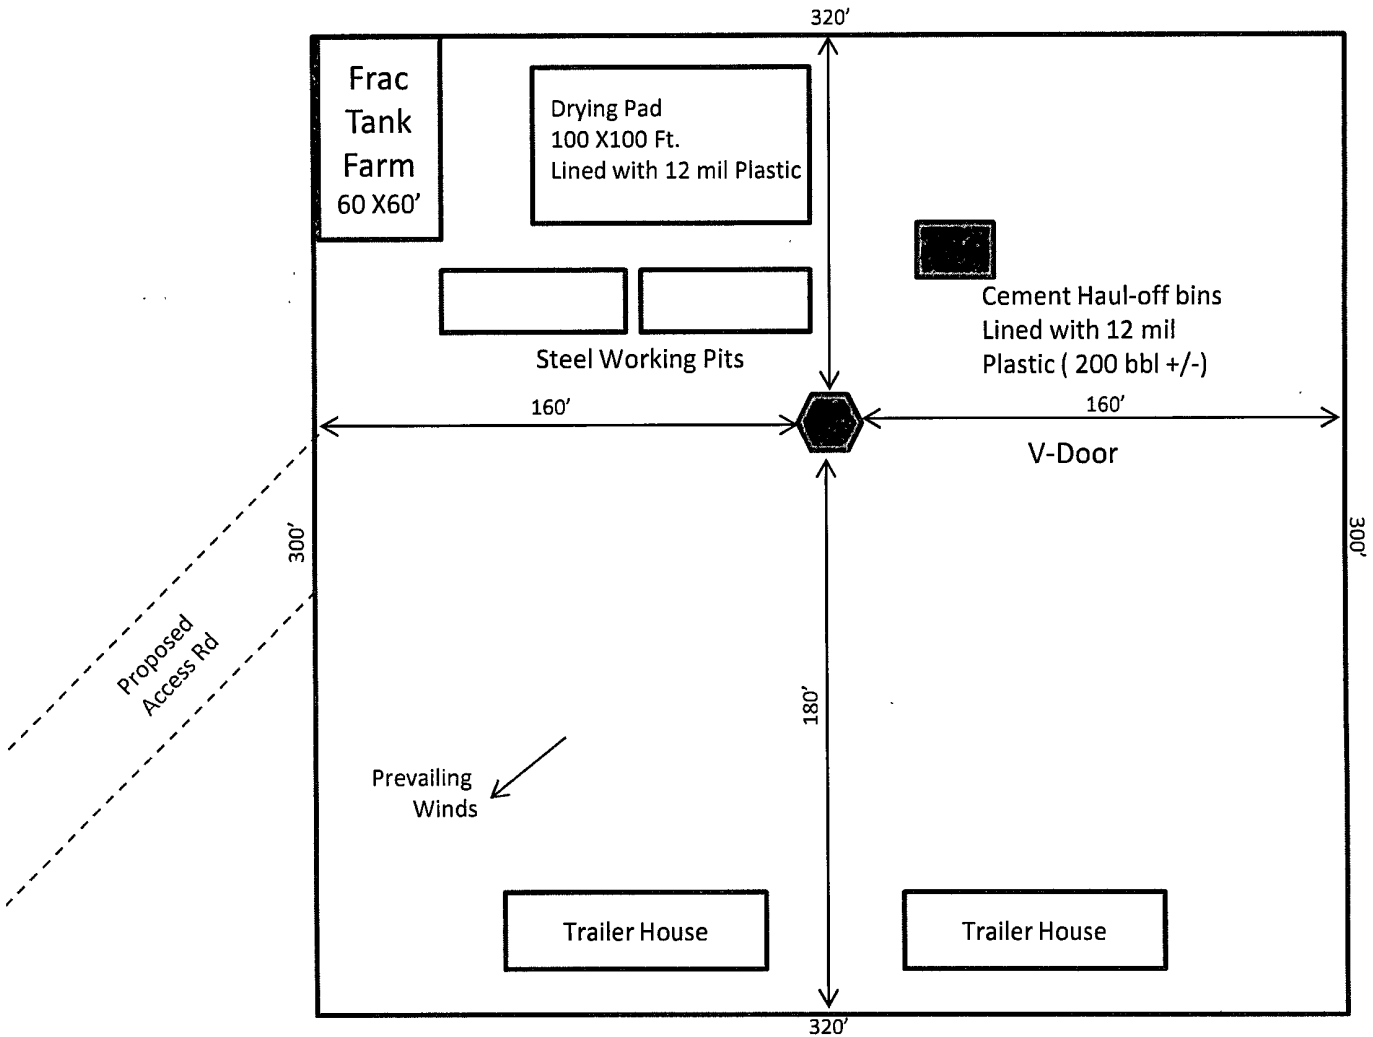 320’
Frac
Tank
Farm
60 X60’
Drying Pad
100 X100 Ft.
Lined with 12 mil Plastic
Cement Haul-off bins
Lined with 12 mil
Plastic ( 200 bbl +/-)
Steel Working Pits
160’
160’
V-Door
300’
300’
Proposed
Access Rd
180’
Prevailing
Winds
Trailer House
Trailer House
320’